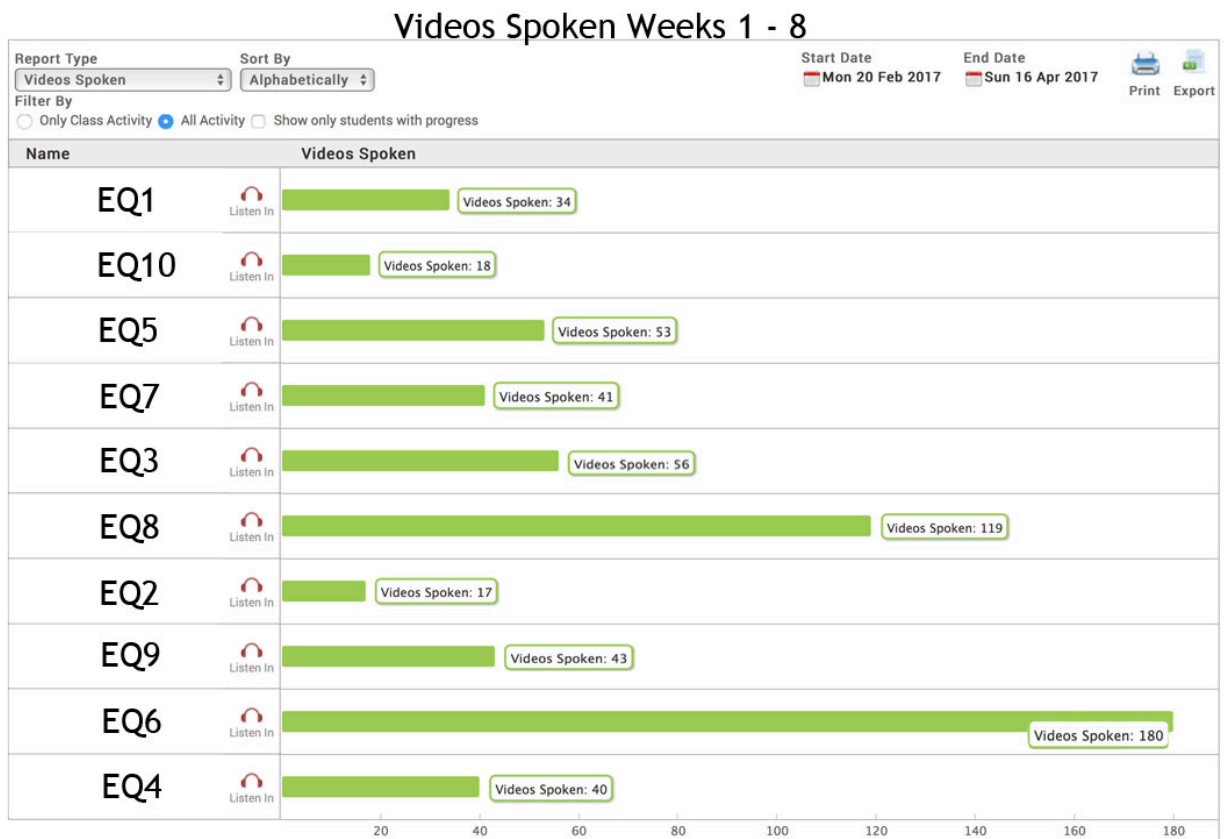 Videos Spoken Weeks 1 - 8
Report Type Sort By Start Date End Date
Videos Spoken Alphabetically Mon 20 Feb 2017 Sun 16 Apr 2017 Print Export
Filter By
Only Class Activity All Activity Show only students with progress
Name Videos Spoken
EQ1 Listen In Videos Spoken: 34
EQ10 Listen In Videos Spoken: 18
EQ5 Listen In Videos Spoken: 53
EQ7 Listen In Videos Spoken: 41
EQ3 Listen In Videos Spoken: 56
EQ8 Listen In Videos Spoken: 119
EQ2 Listen In Videos Spoken: 17
EQ9 Listen In Videos Spoken: 43
EQ6 Listen In Videos Spoken: 180
EQ4 Listen In Videos Spoken: 40
20 40 60 80 100 120 140 160 180